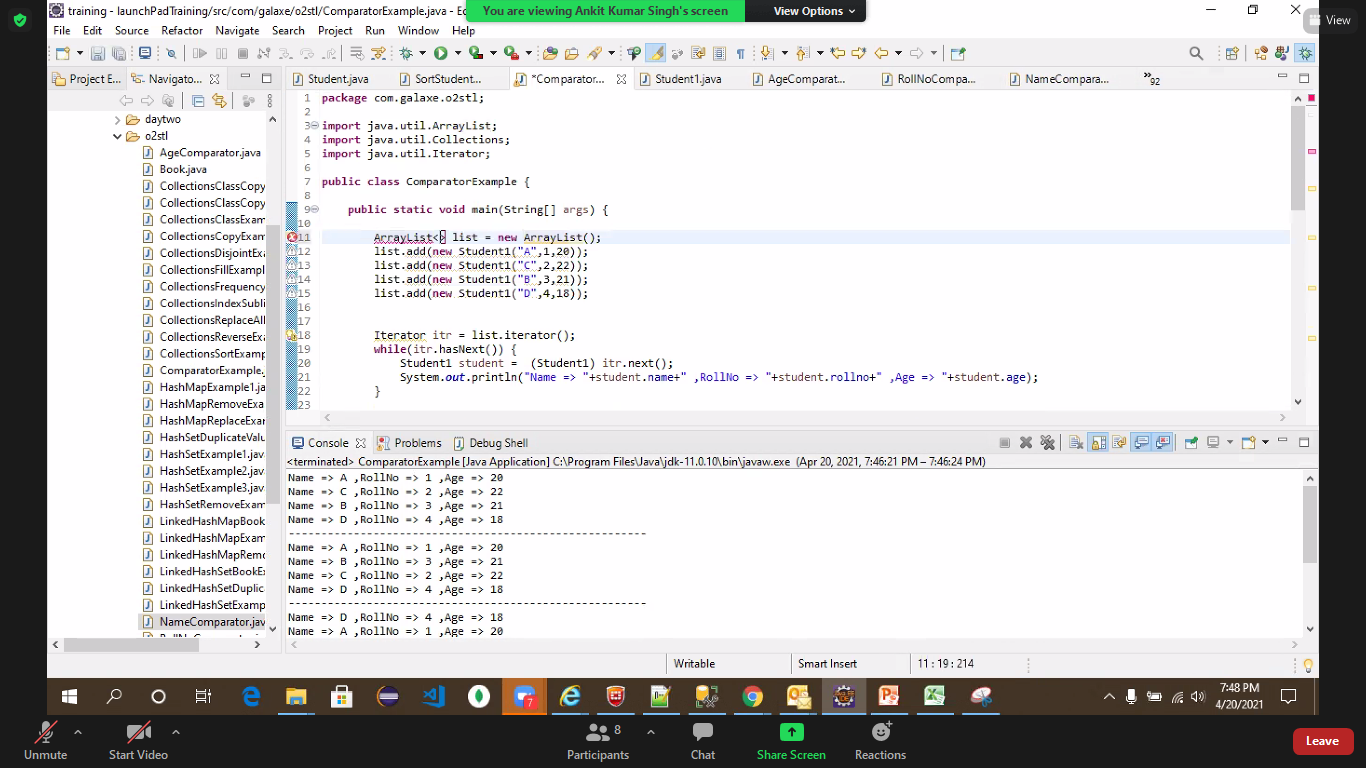 training - launchPadTraining/src/com/galaxe/o2stl/ComparatorExample.java - Ec
You are viewing Ankit Kumar Singh's screen
View Options
View
File Edit Source Refactor Navigate Search Project Run Window Help
Project E... Navigato...
Student.java SortStudent... *Comparator... Student1.java AgeComparat... RollNoCompa... NameCompara... »92
daytwo
o2stl
AgeComparator.java
Book.java
CollectionsClassCopy
CollectionsClassCopy
CollectionsClassExam
CollectionsCopyExam
CollectionsDisjointExa
CollectionsFillExampl
CollectionsFrequency
CollectionsIndexSubli
CollectionsReplaceAll
CollectionsReverseExa
CollectionsSortExamp
ComparatorExample.
HashMapExample1.ja
HashMapRemoveExa
HashMapReplaceExar
HashSetDuplicateValu
HashSetExample1.java
HashSetExample2.java
HashSetExample3.java
HashSetRemoveExam
LinkedHashMapBook
LinkedHashMapExam
LinkedHashMapRemo
LinkedHashSetBookEx
LinkedHashSetDuplic
LinkedHashSetExamp
NameComparator.jav
1 package com.galaxe.o2stl;
2
3 import java.util.ArrayList;
4 import java.util.Collections;
5 import java.util.Iterator;
6
7 public class ComparatorExample {
8
9 public static void main(String[] args) {
10
11 ArrayList<> list = new ArrayList();
12 list.add(new Student1("A",1,20));
13 list.add(new Student1("C",2,22));
14 list.add(new Student1("B",3,21));
15 list.add(new Student1("D",4,18));
16
17
18 Iterator itr = list.iterator();
19 while(itr.hasNext()) {
20 Student1 student = (Student1) itr.next();
21 System.out.println("Name => "+student.name+" ,RollNo => "+student.rollno+" ,Age => "+student.age);
22 }
23
Console Problems Debug Shell
<terminated> ComparatorExample [Java Application] C:\Program Files\Java\jdk-11.0.10\bin\javaw.exe (Apr 20, 2021, 7:46:21 PM – 7:46:24 PM)
Name => A ,RollNo => 1 ,Age => 20
Name => C ,RollNo => 2 ,Age => 22
Name => B ,RollNo => 3 ,Age => 21
Name => D ,RollNo => 4 ,Age => 18
-------------------------------------------------------
Name => A ,RollNo => 1 ,Age => 20
Name => B ,RollNo => 3 ,Age => 21
Name => C ,RollNo => 2 ,Age => 22
Name => D ,RollNo => 4 ,Age => 18
-------------------------------------------------------
Name => D ,RollNo => 4 ,Age => 18
Name => A ,RollNo => 1 ,Age => 20
Writable Smart Insert 11 : 19 : 214
7:48 PM
4/20/2021
7
8
Unmute Start Video Participants Chat Share Screen Reactions Leave